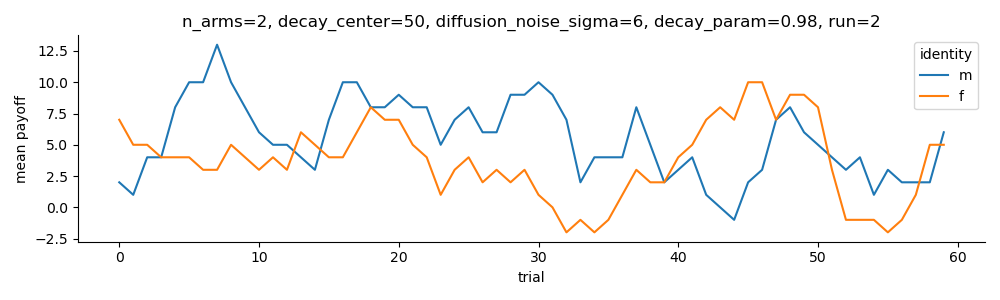 n_arms=2, decay_center=50, diffusion_noise_sigma=6, decay_param=0.98, run=2
identity
m
f
mean payoff
12.5
10.0
7.5
5.0
2.5
0.0
−2.5
0 10 20 30 40 50 60
trial